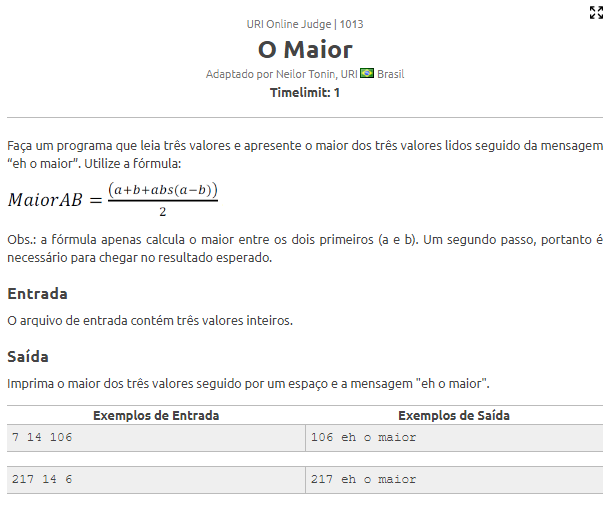 URI Online Judge | 1013
O Maior
Adaptado por Neilor Tonin, URI Brasil
Timelimit: 1
Faça um programa que leia três valores e apresente o maior dos três valores lidos seguido da mensagem
“eh o maior”. Utilize a fórmula:
MaiorAB = (a+b+abs(a−b)) / 2
Obs.: a fórmula apenas calcula o maior entre os dois primeiros (a e b). Um segundo passo, portanto é
necessário para chegar no resultado esperado.
Entrada
O arquivo de entrada contém três valores inteiros.
Saída
Imprima o maior dos três valores seguido por um espaço e a mensagem "eh o maior".
Exemplos de Entrada Exemplos de Saída
7 14 106 106 eh o maior
217 14 6 217 eh o maior